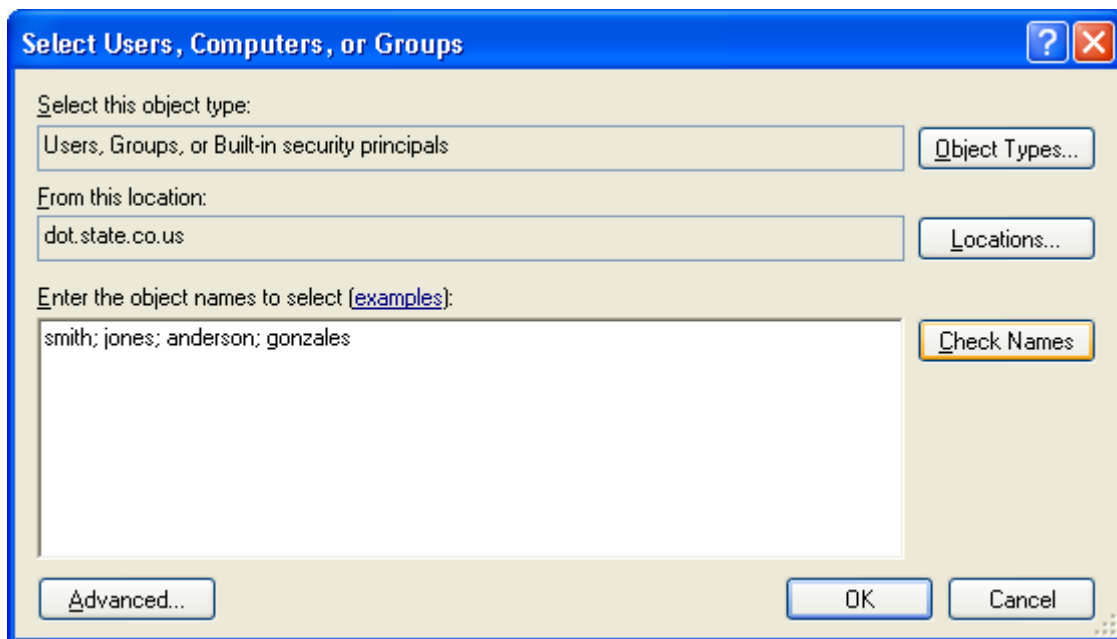 Select Users, Computers, or Groups
Select this object type:
Users, Groups, or Built-in security principals
Object Types...
From this location:
dot.state.co.us
Locations...
Enter the object names to select (examples):
smith; jones; anderson; gonzales
Check Names
Advanced...
OK
Cancel